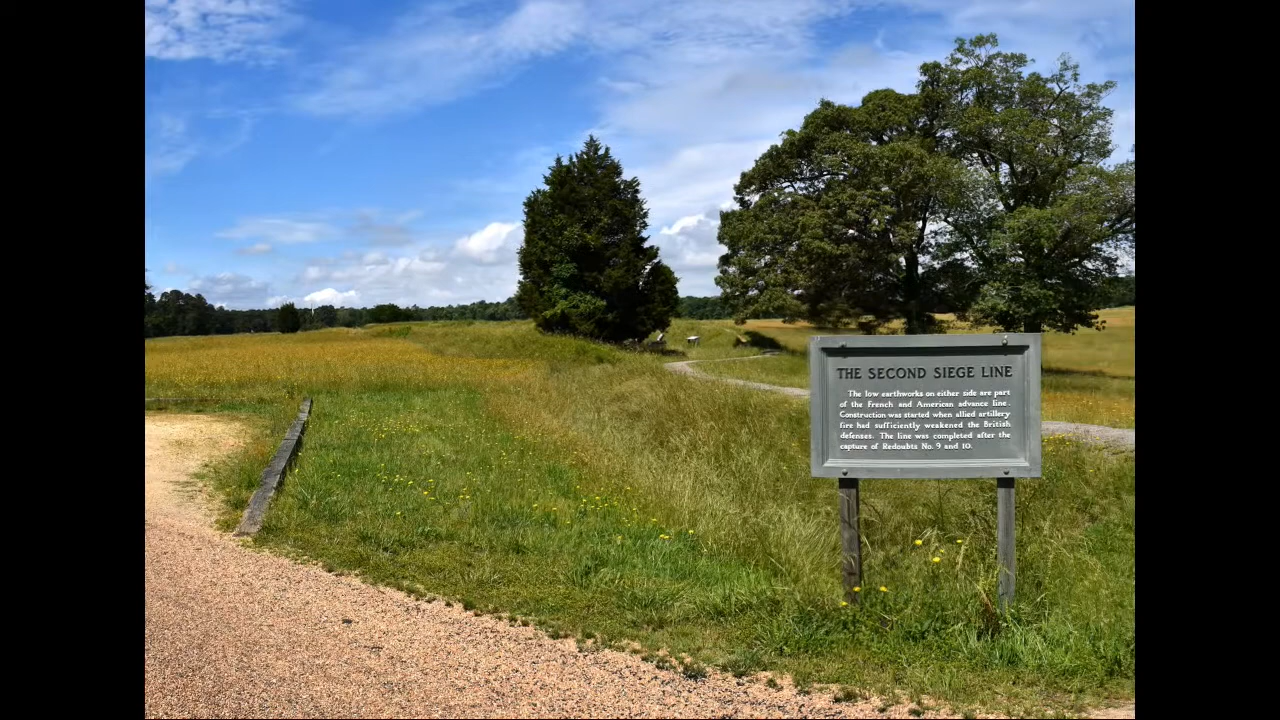 THE SECOND SIEGE LINE
The low earthworks on either side are part
of the French and American advance line.
Construction was started when allied artillery
fire had sufficiently weakened the British
defenses. The line was completed after the
capture of Redoubts No. 9 and 10.